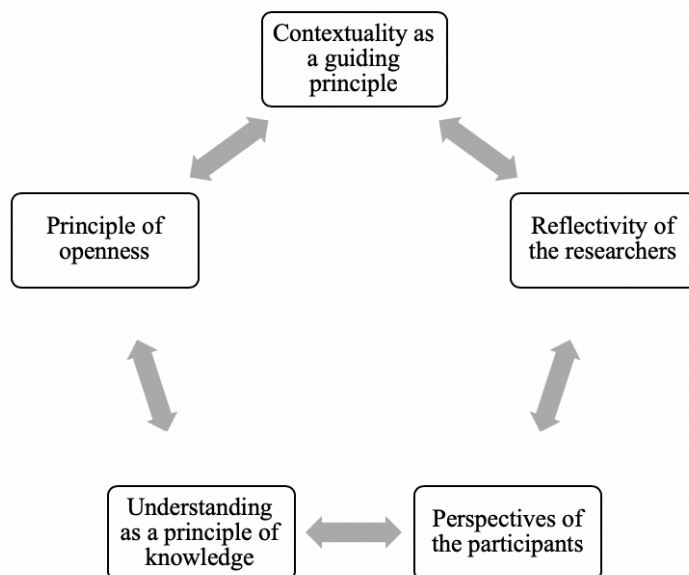 Contextuality as
a guiding
principle
Principle of
openness
Reflectivity of
the researchers
Understanding
as a principle of
knowledge
Perspectives of
the participants